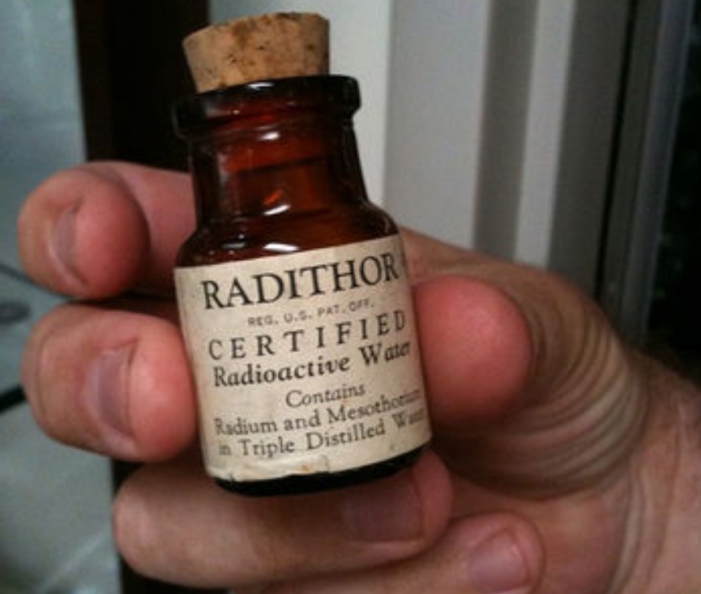 RADITHOR
REG. U.S. PAT. OFF.
CERTIFIED
Radioactive Water
Contains
Radium and Mesothorium
in Triple Distilled Water